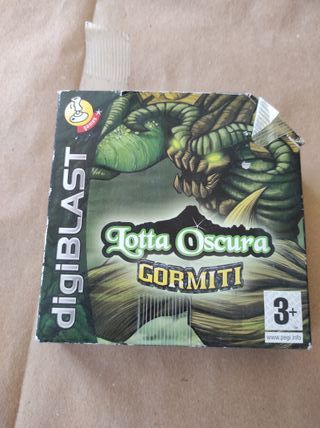 digiBLAST
Lotta Oscura
GORMITI
3+
www.pegi.info